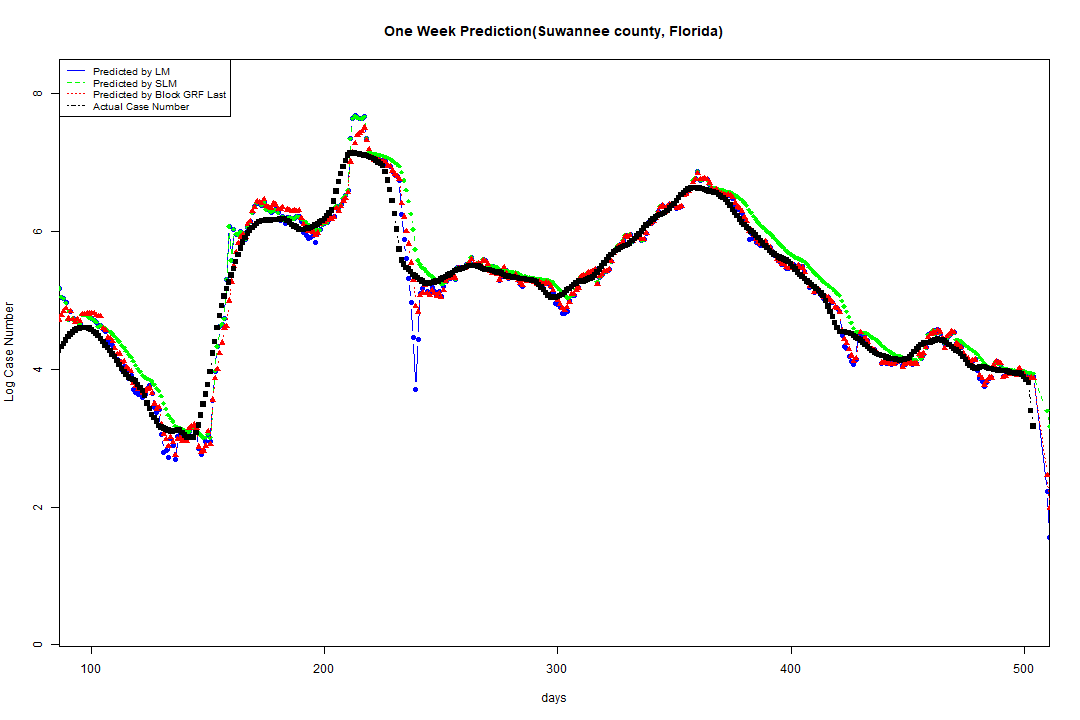 One Week Prediction(Suwannee county, Florida)
Predicted by LM
Predicted by SLM
Predicted by Block GRF Last
Actual Case Number
8
6
4
2
0
Log Case Number
100 200 300 400 500
days